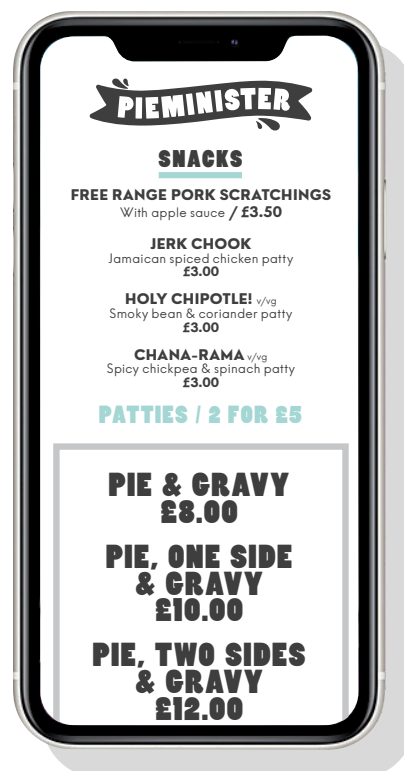 PIEMINISTER
SNACKS
FREE RANGE PORK SCRATCHINGS
With apple sauce / £3.50
JERK CHOOK
Jamaican spiced chicken patty
£3.00
HOLY CHIPOTLE! v/vg
Smoky bean & coriander patty
£3.00
CHANA-RAMA v/vg
Spicy chickpea & spinach patty
£3.00
PATTIES / 2 FOR £5
PIE & GRAVY
£8.00
PIE, ONE SIDE
& GRAVY
£10.00
PIE, TWO SIDES
& GRAVY
£12.00